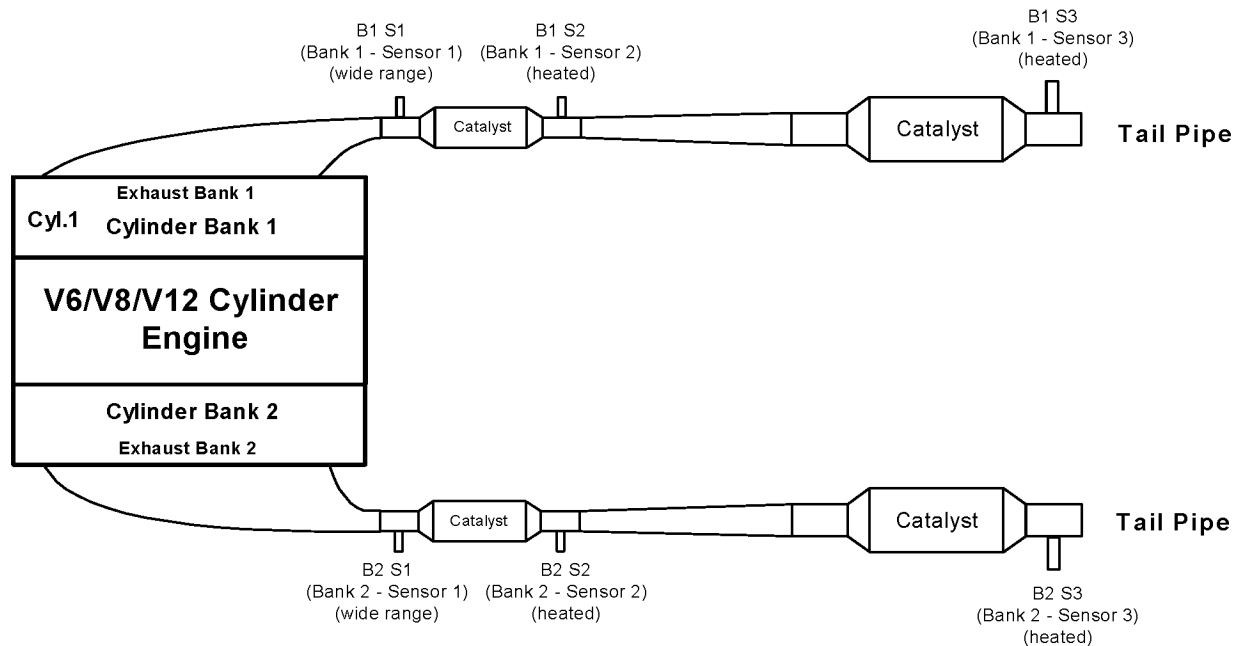 B1 S1
(Bank 1 - Sensor 1)
(wide range)
B1 S2
(Bank 1 - Sensor 2)
(heated)
B1 S3
(Bank 1 - Sensor 3)
(heated)
Catalyst
Catalyst
Tail Pipe
Exhaust Bank 1
Cyl.1
Cylinder Bank 1
V6/V8/V12 Cylinder
Engine
Cylinder Bank 2
Exhaust Bank 2
Catalyst
Catalyst
Tail Pipe
B2 S1
(Bank 2 - Sensor 1)
(wide range)
B2 S2
(Bank 2 - Sensor 2)
(heated)
B2 S3
(Bank 2 - Sensor 3)
(heated)